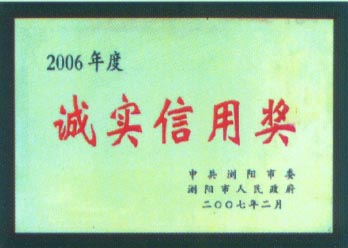 2006年度
诚实信用奖
中共浏阳市委
浏阳市人民政府
二〇〇七年二月